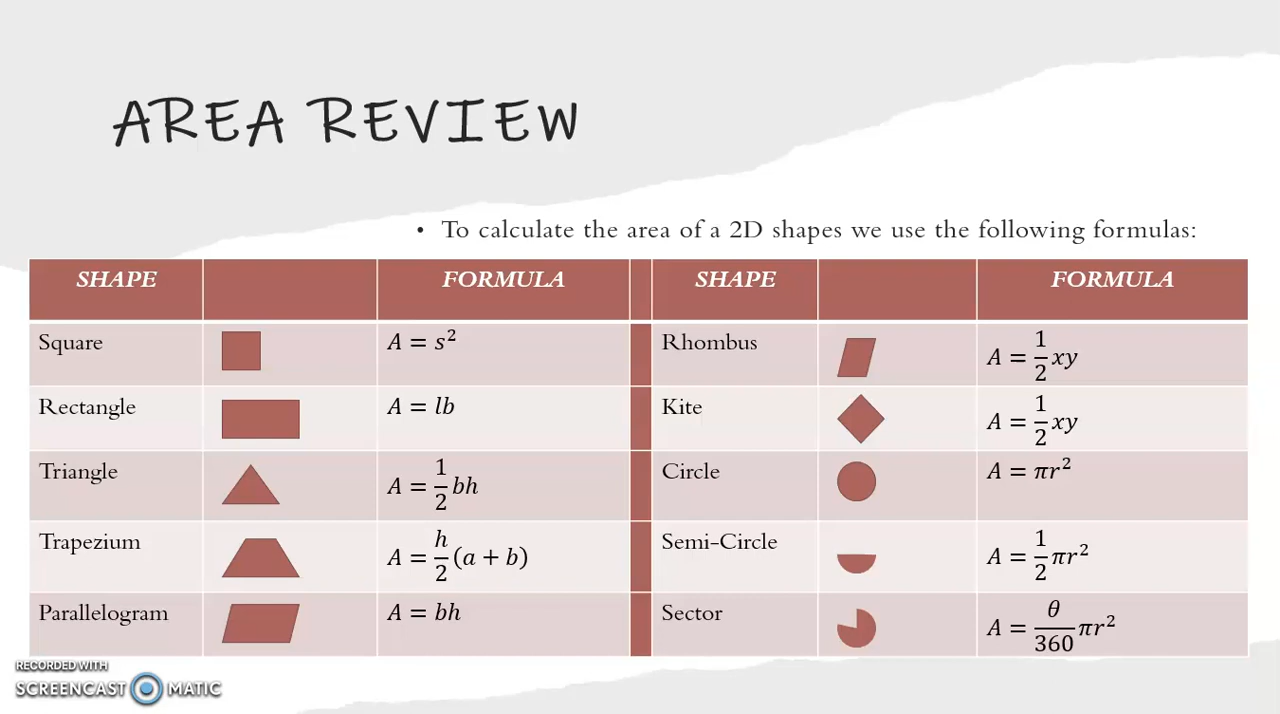 AREA REVIEW
• To calculate the area of a 2D shapes we use the following formulas:
SHAPE FORMULA SHAPE FORMULA
Square A = s² Rhombus A = 1/2 xy
Rectangle A = lb Kite A = 1/2 xy
Triangle A = 1/2 bh Circle A = πr²
Trapezium A = h/2 (a + b) Semi-Circle A = 1/2 πr²
Parallelogram A = bh Sector A = θ/360 πr²
RECORDED WITH
SCREENCAST MATIC